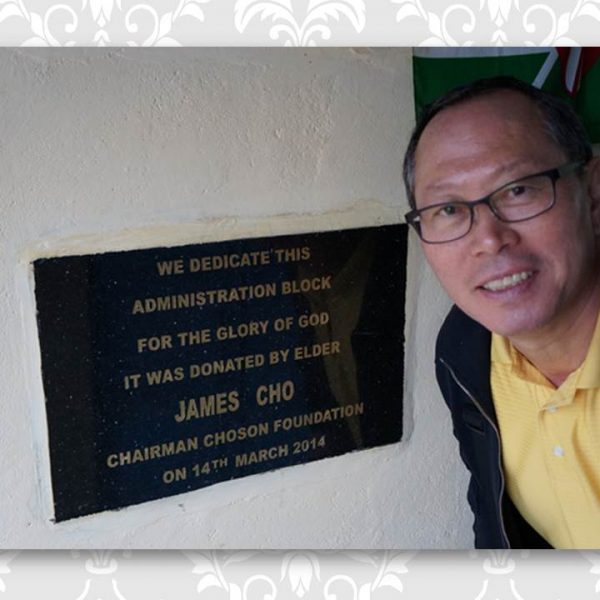 WE DEDICATE THIS
ADMINISTRATION BLOCK
FOR THE GLORY OF GOD
IT WAS DONATED BY ELDER
JAMES CHO
CHAIRMAN CHOSON FOUNDATION
ON 14TH MARCH 2014